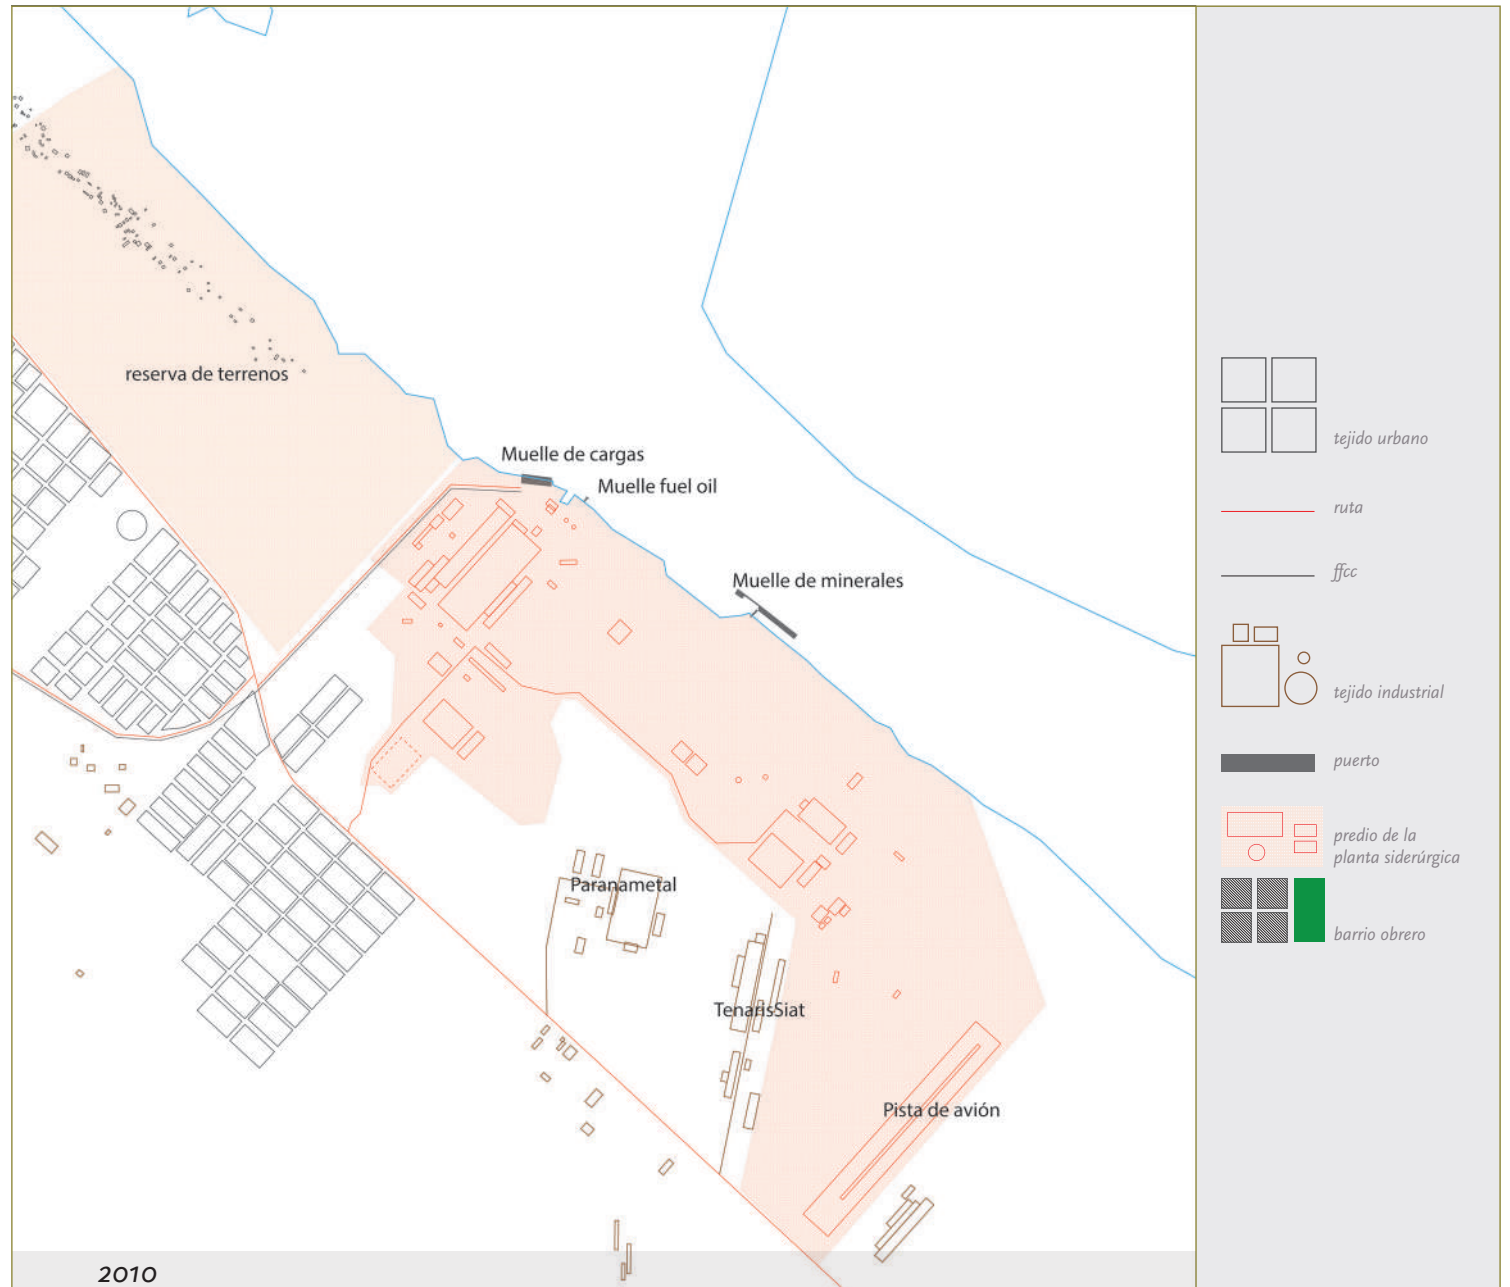 reserva de terrenos
Muelle de cargas
Muelle fuel oil
Muelle de minerales
Paranametal
TenarisSiat
Pista de avión
2010
tejido urbano
ruta
ffcc
tejido industrial
puerto
predio de la
planta siderúrgica
barrio obrero